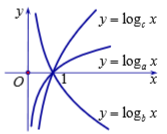 y
y = log_c x
y = log_a x
O
1
x
y = log_b x